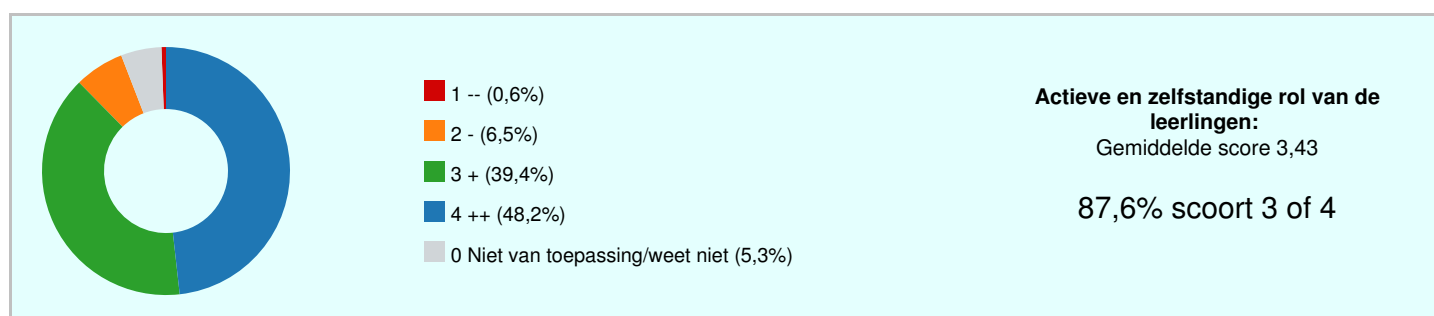 1 -- (0,6%)
2 - (6,5%)
3 + (39,4%)
4 ++ (48,2%)
0 Niet van toepassing/weet niet (5,3%)
Actieve en zelfstandige rol van de
leerlingen:
Gemiddelde score 3,43
87,6% scoort 3 of 4